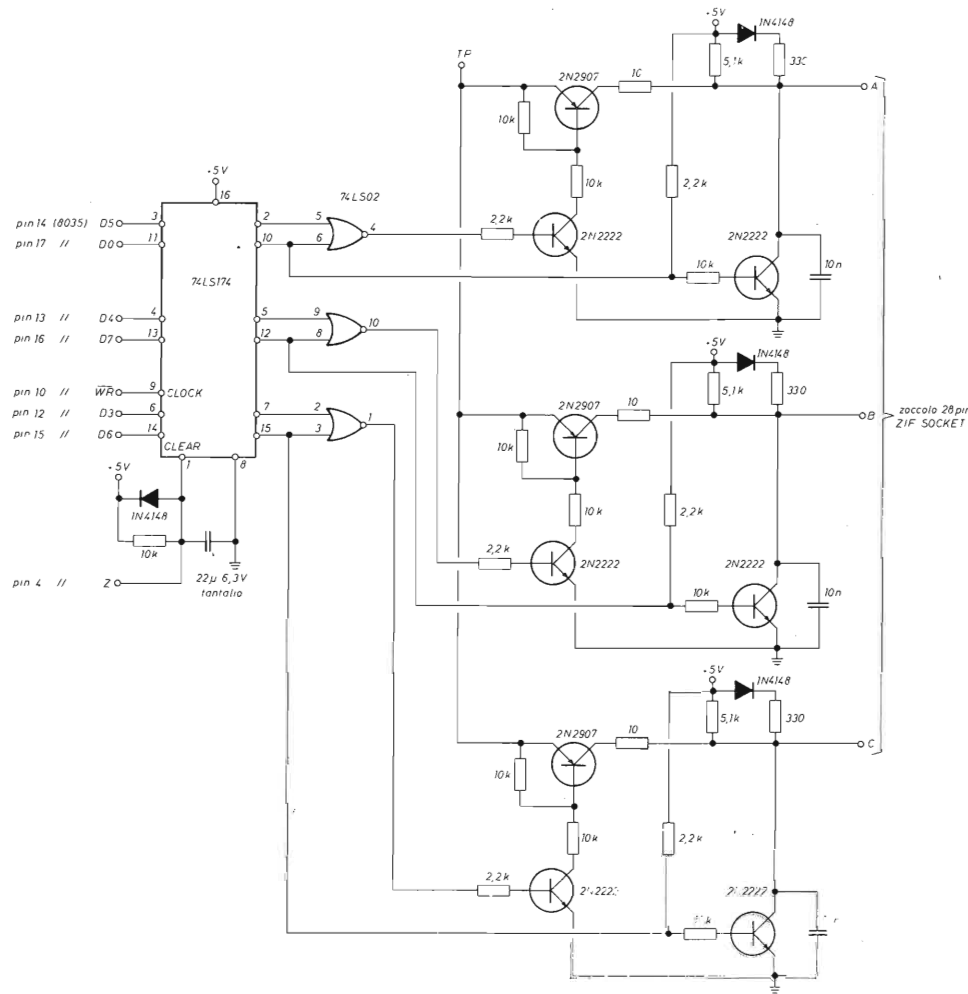 +5V
1N4148
5,1k
TP
2N2907
10
A
10k
+5V
16
10k
2,2k
74LS02
pin 14 (8035) D5
3
2
5
4
2,2k
pin 17 // D0
11
10
6
2N2222
2N2222
74LS174
10k
10n
pin 13 // D4
4
5
9
10
pin 16 // D7
13
12
8
+5V
1N4148
5,1k
330
pin 10 // WR
9
CLOCK
2N2907
10
B
zoccolo 28 pin
ZIF SOCKET
pin 12 // D3
6
7
2
1
pin 15 // D6
14
15
3
10k
CLEAR
1
8
+5V
1N4148
10k
10k
2,2k
2,2k
2N2222
2N2222
pin 4 // Z
22µ 6,3V
tantalio
10k
10n
+5V
1N4148
5,1k
330
2N2907
10
C
10k
10k
2,2k
2,2k